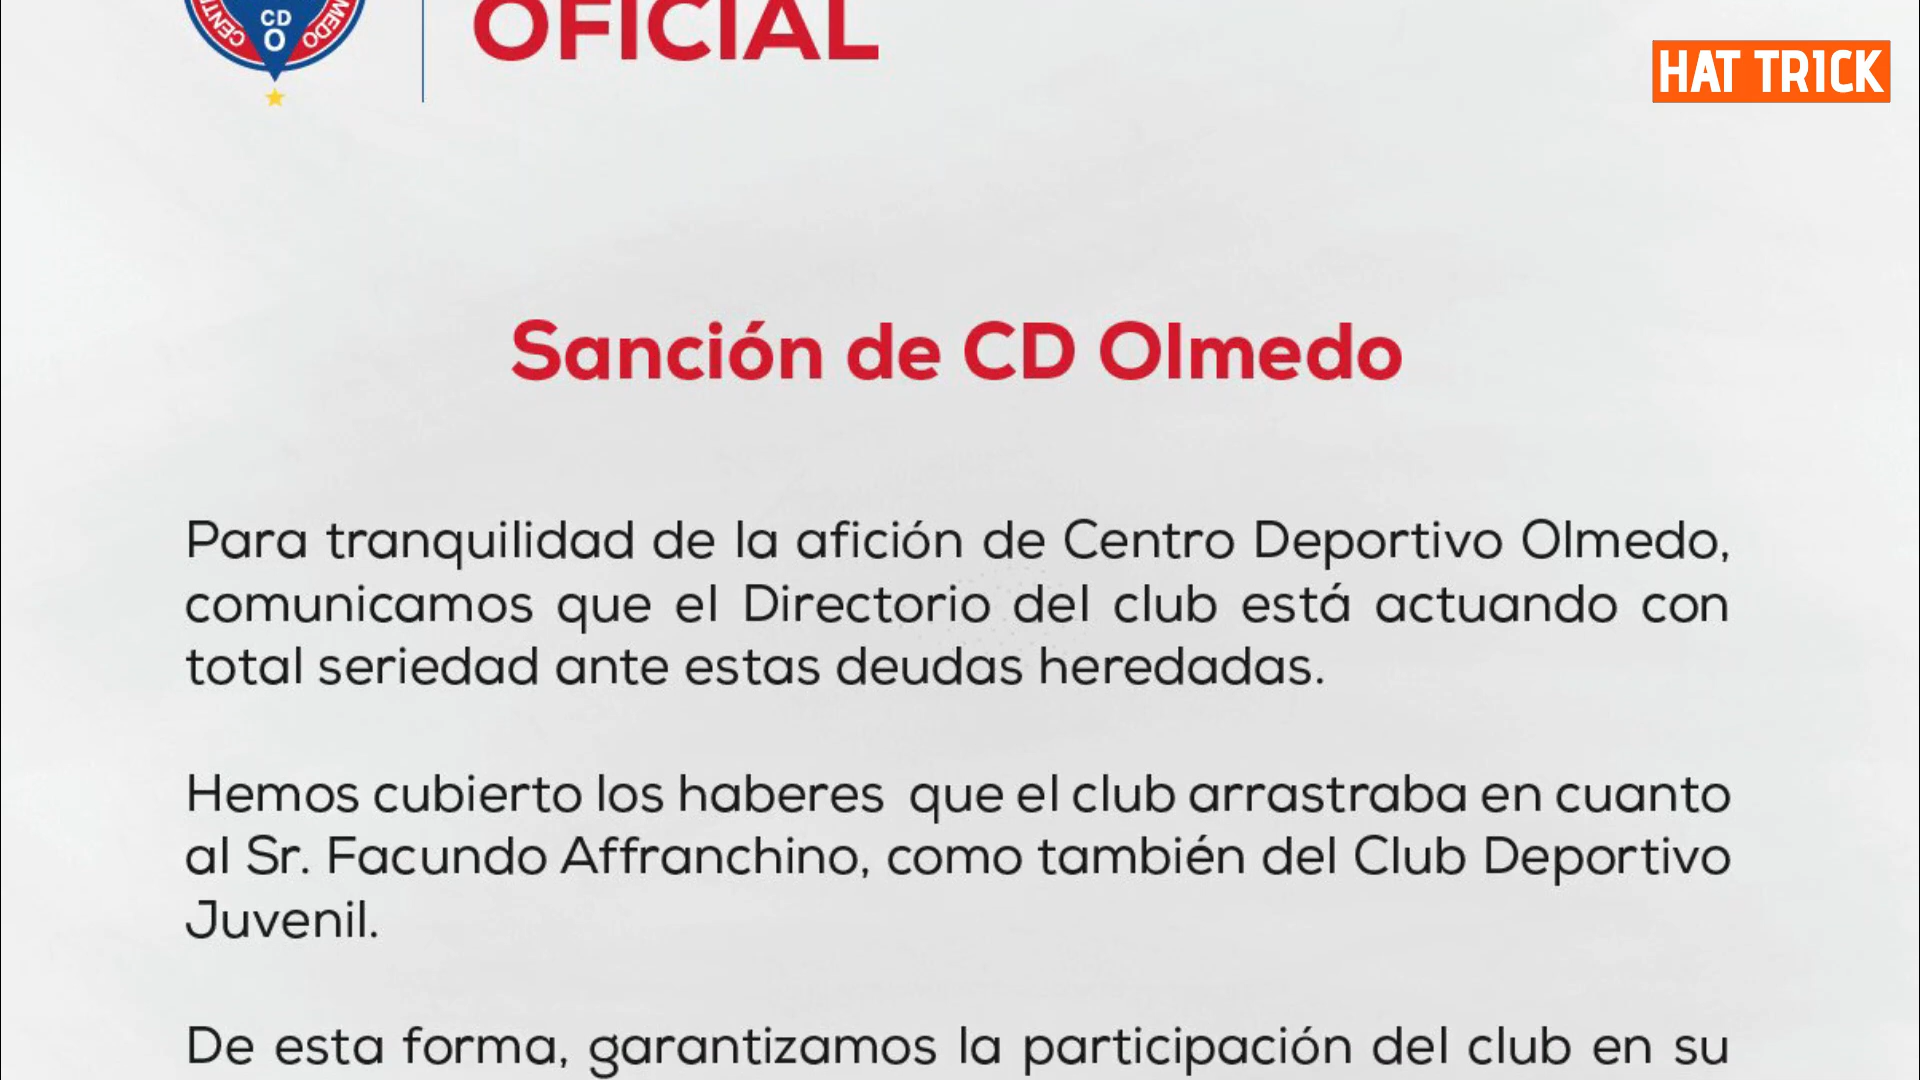 OFICIAL
HAT TRICK
CENT
MEDO
CD
O
Sanción de CD Olmedo
Para tranquilidad de la afición de Centro Deportivo Olmedo,
comunicamos que el Directorio del club está actuando con
total seriedad ante estas deudas heredadas.
Hemos cubierto los haberes que el club arrastraba en cuanto
al Sr. Facundo Affranchino, como también del Club Deportivo
Juvenil.
De esta forma, garantizamos la participación del club en su